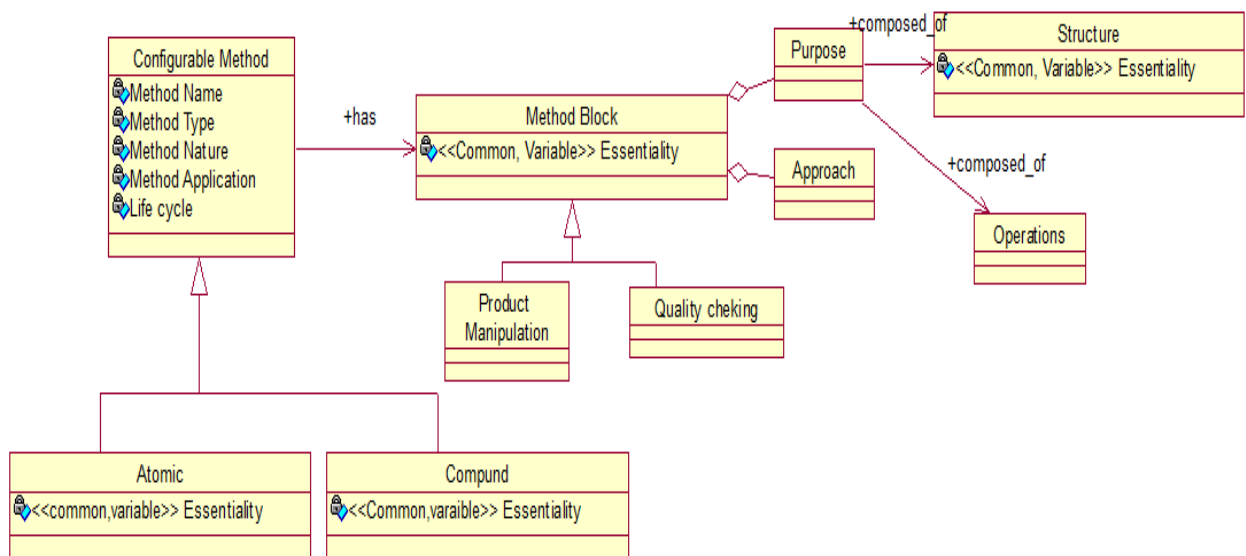 Configurable Method
Method Name
Method Type
Method Nature
Method Application
Life cycle
+has
Method Block
<<Common, Variable>> Essentiality
Purpose
+composed_of
Structure
<<Common, Variable>> Essentiality
Approach
+composed_of
Operations
Product
Manipulation
Quality cheking
Atomic
<<common,variable>> Essentiality
Compund
<<Common,varaible>> Essentiality